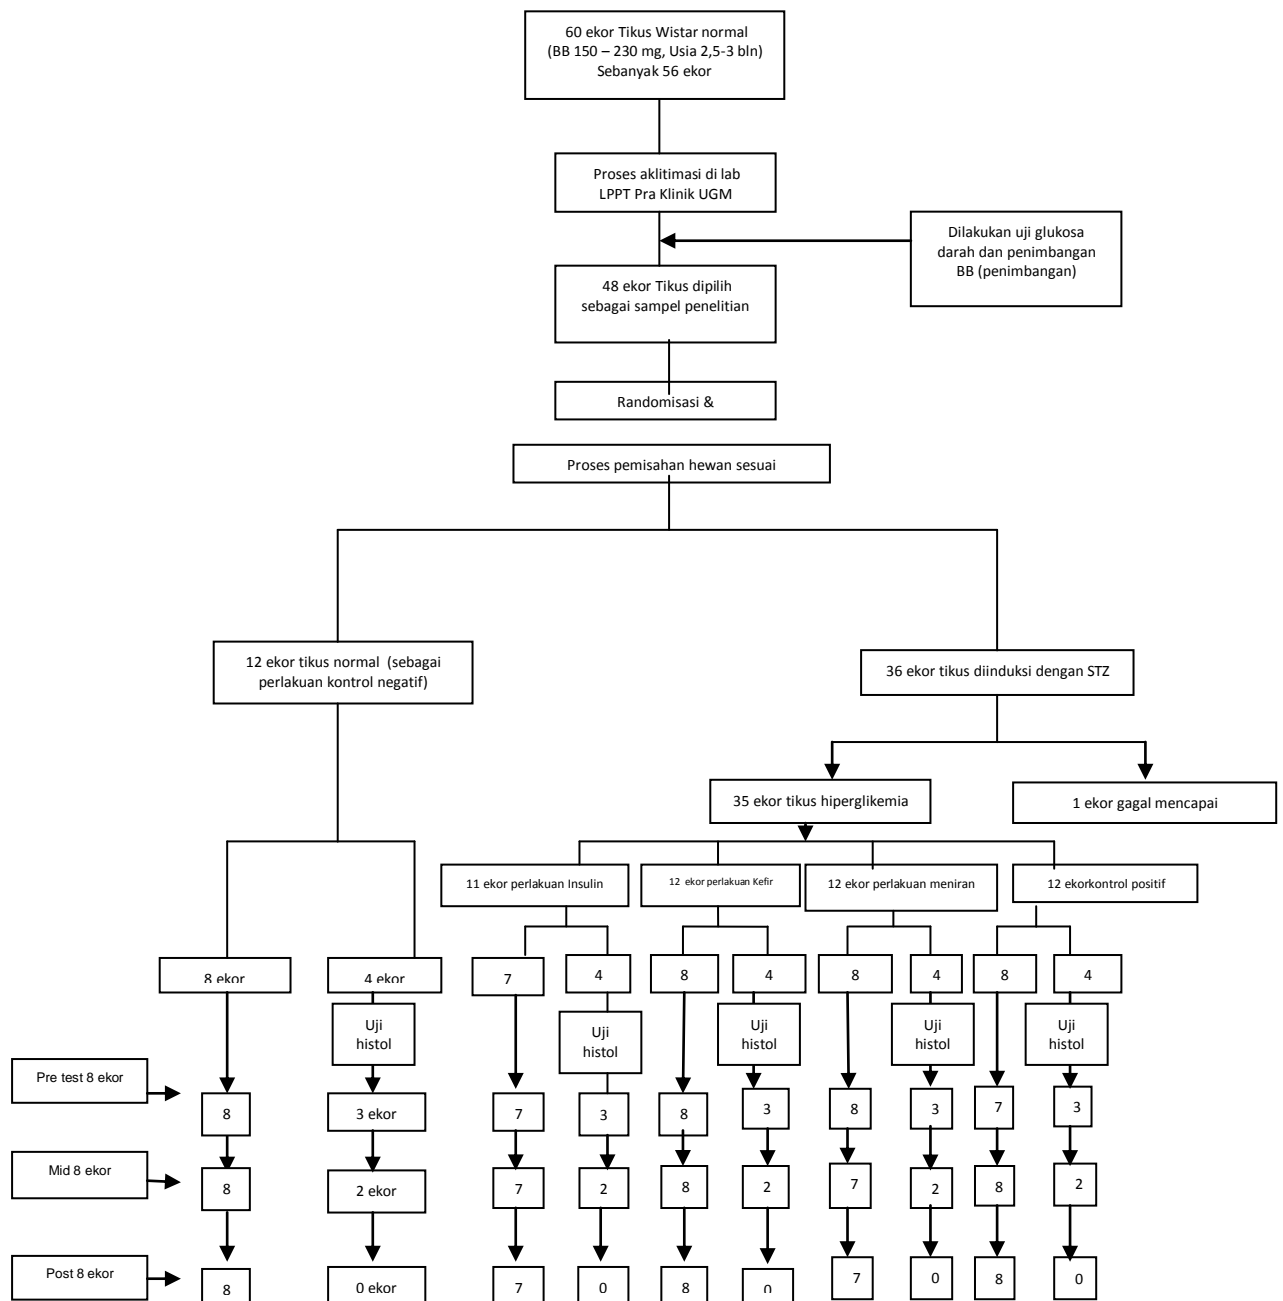 60 ekor Tikus Wistar normal
(BB 150 – 230 mg, Usia 2,5-3 bln)
Sebanyak 56 ekor
Proses aklitimasi di lab
LPPT Pra Klinik UGM
Dilakukan uji glukosa
darah dan penimbangan
BB (penimbangan)
48 ekor Tikus dipilih
sebagai sampel penelitian
Randomisasi &
Proses pemisahan hewan sesuai
12 ekor tikus normal (sebagai
perlakuan kontrol negatif)
36 ekor tikus diinduksi dengan STZ
35 ekor tikus hiperglikemia
1 ekor gagal mencapai
11 ekor perlakuan Insulin
12 ekor perlakuan Kefir
12 ekor perlakuan meniran
12 ekorkontrol positif
8 ekor
4 ekor
7
4
8
4
8
4
8
4
Uji
histol
Uji
histol
Uji
histol
Uji
histol
Uji
histol
Pre test 8 ekor
8
3 ekor
7
3
8
3
8
3
7
3
Mid 8 ekor
8
2 ekor
7
2
8
2
7
2
8
2
Post 8 ekor
8
0 ekor
7
0
8
0
7
0
8
0